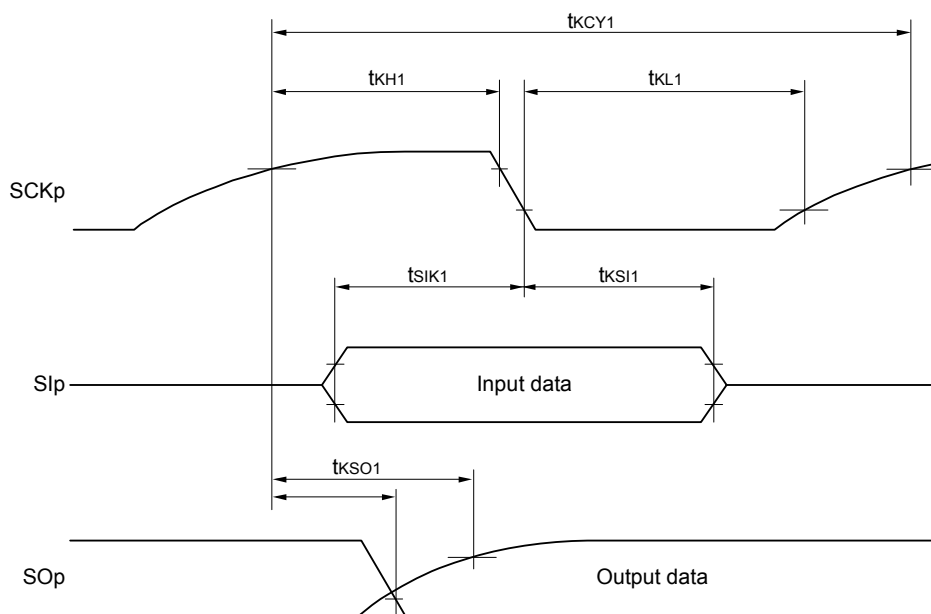 tKCY1
tKH1
tKL1
SCKp
tSIK1
tKSI1
SIp
Input data
tKSO1
SOp
Output data